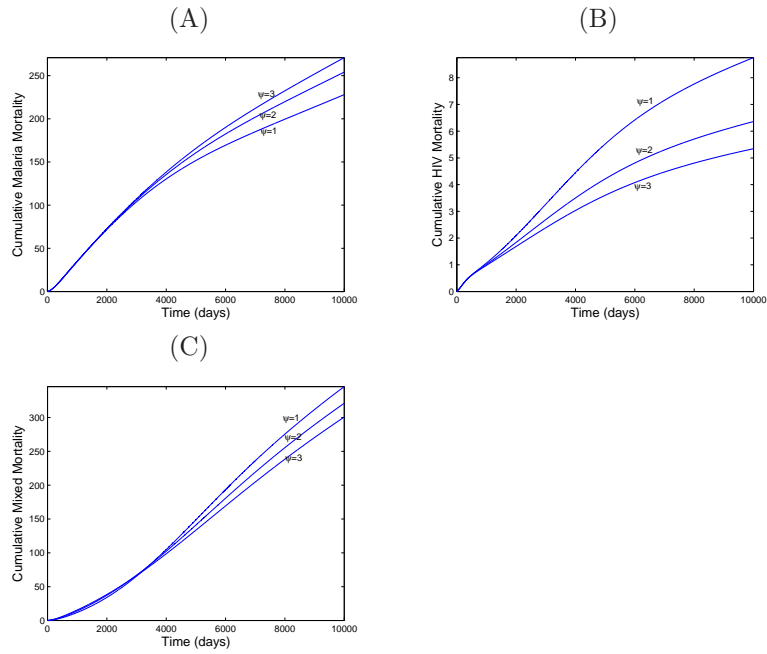 (A)
Cumulative Malaria Mortality
250
200
150
100
50
0
ψ=3
ψ=2
ψ=1
0 2000 4000 6000 8000 10000
Time (days)
(B)
Cumulative HIV Mortality
8
7
6
5
4
3
2
1
0
ψ=1
ψ=2
ψ=3
0 2000 4000 6000 8000 10000
Time (days)
(C)
Cumulative Mixed Mortality
300
250
200
150
100
50
0
ψ=1
ψ=2
ψ=3
0 2000 4000 6000 8000 10000
Time (days)